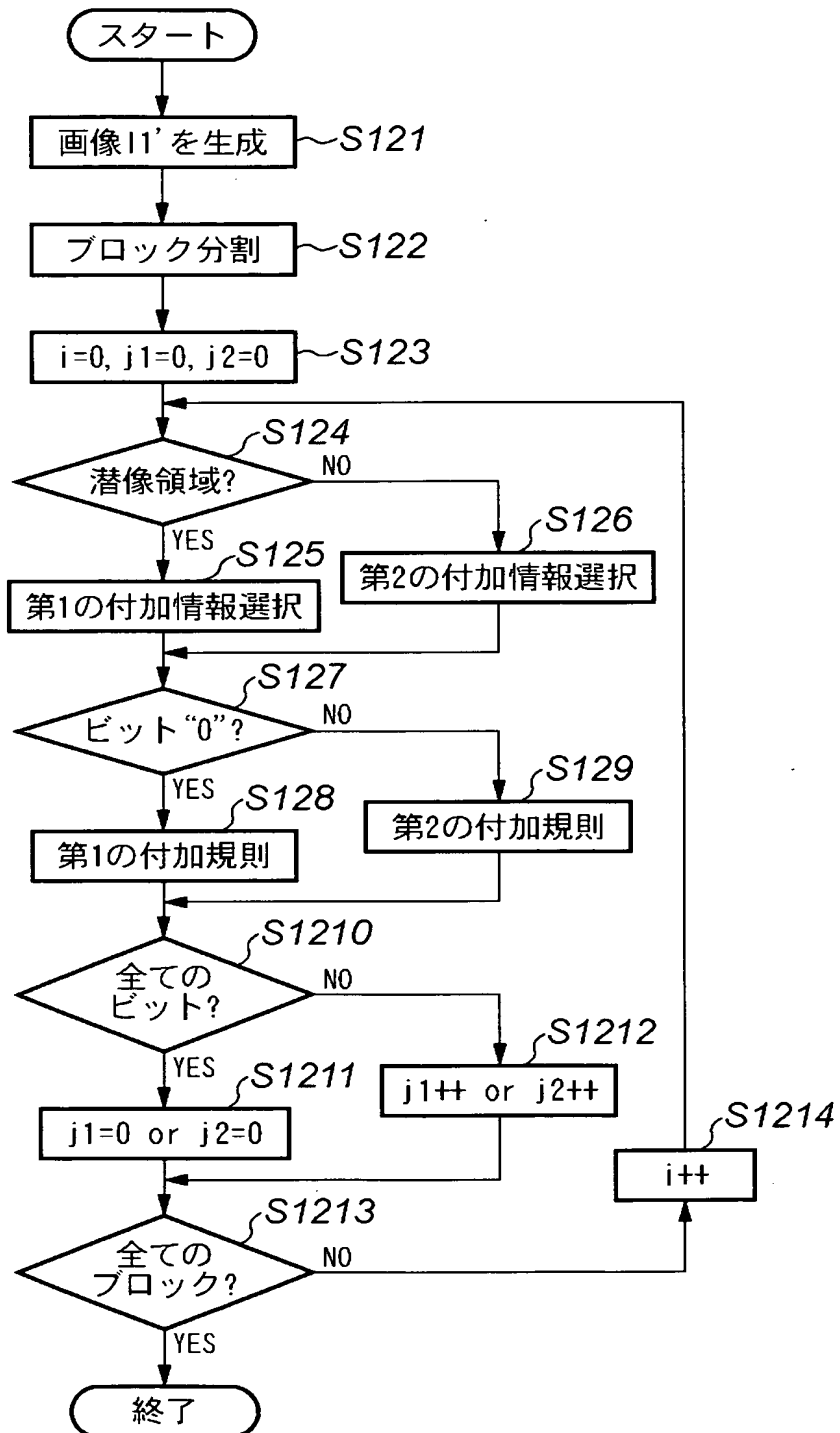 スタート
画像I1'を生成
S121
ブロック分割
S122
i=0, j1=0, j2=0
S123
S124
潜像領域?
NO
YES
S125
第1の付加情報選択
S126
第2の付加情報選択
S127
ビット“0”?
NO
YES
S128
第1の付加規則
S129
第2の付加規則
S1210
全ての
ビット?
NO
YES
S1211
j1=0 or j2=0
S1212
j1++ or j2++
S1214
i++
S1213
全ての
ブロック?
NO
YES
終了